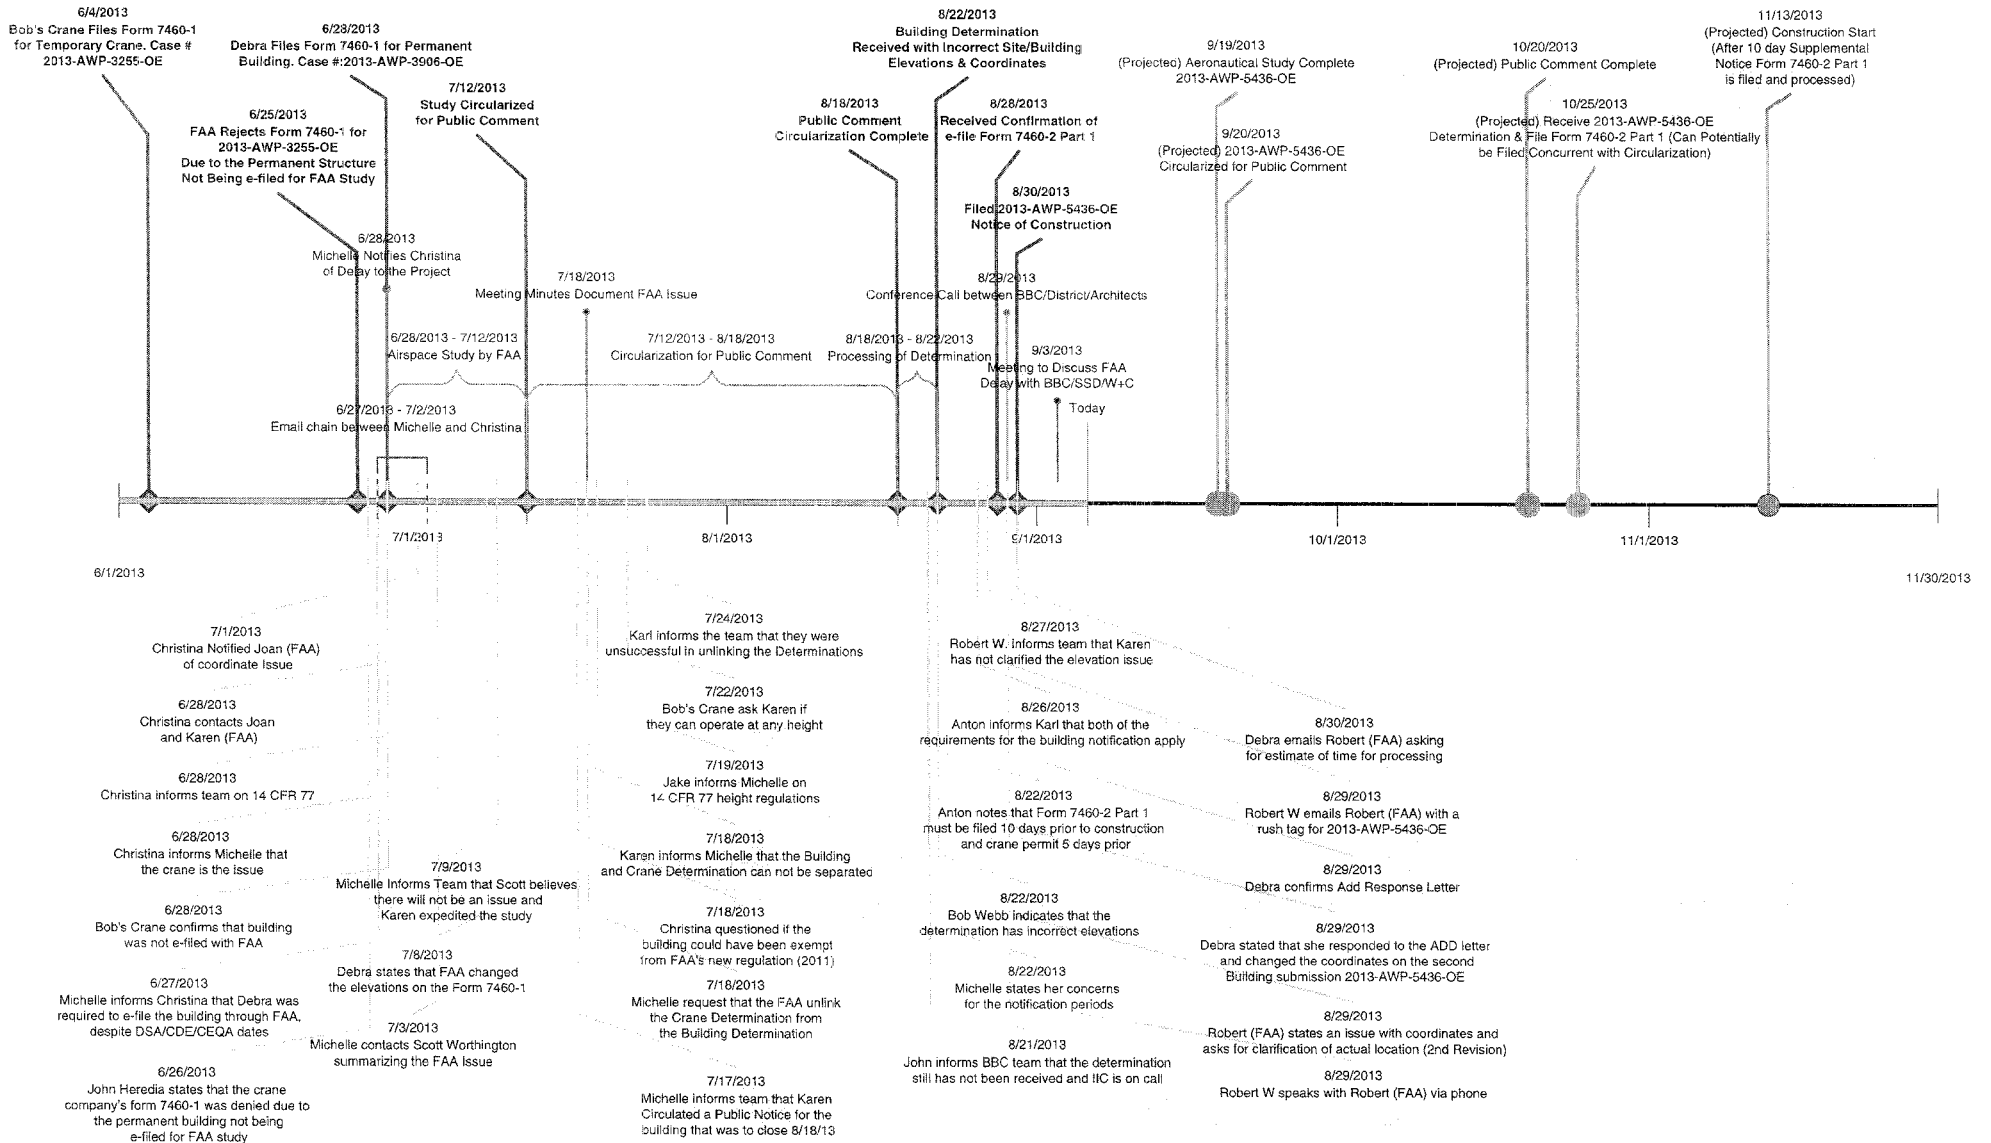 6/4/2013
Bob's Crane Files Form 7460-1
for Temporary Crane. Case #
2013-AWP-3255-OE
6/28/2013
Debra Files Form 7460-1 for Permanent
Building. Case #:2013-AWP-3906-OE
6/25/2013
FAA Rejects Form 7460-1 for
2013-AWP-3255-OE
Due to the Permanent Structure
Not Being e-filed for FAA Study
7/12/2013
Study Circularized
for Public Comment
8/22/2013
Building Determination
Received with Incorrect Site/Building
Elevations & Coordinates
8/18/2013
Public Comment
Circularization Complete
8/28/2013
Received Confirmation of
e-file Form 7460-2 Part 1
8/30/2013
Filed 2013-AWP-5436-OE
Notice of Construction
9/19/2013
(Projected) Aeronautical Study Complete
2013-AWP-5436-OE
9/20/2013
(Projected) 2013-AWP-5436-OE
Circularized for Public Comment
10/20/2013
(Projected) Public Comment Complete
10/25/2013
(Projected) Receive 2013-AWP-5436-OE
Determination & File Form 7460-2 Part 1 (Can Potentially
be Filed Concurrent with Circularization)
11/13/2013
(Projected) Construction Start
(After 10 day Supplemental
Notice Form 7460-2 Part 1
is filed and processed)
6/28/2013
Michelle Notifies Christina
of Delay to the Project
7/18/2013
Meeting Minutes Document FAA Issue
8/29/2013
Conference Call between BBC/District/Architects
6/28/2013 - 7/12/2013
Airspace Study by FAA
7/12/2013 - 8/18/2013
Circularization for Public Comment
8/18/2013 - 8/22/2013
Processing of Determination
9/3/2013
Meeting to Discuss FAA
Delay with BBC/SSD/W+C
Today
6/27/2013 - 7/2/2013
Email chain between Michelle and Christina
6/1/2013
7/1/2013
8/1/2013
9/1/2013
10/1/2013
11/1/2013
11/30/2013
7/1/2013
Christina Notified Joan (FAA)
of coordinate Issue
6/28/2013
Christina contacts Joan
and Karen (FAA)
6/28/2013
Christina informs team on 14 CFR 77
6/28/2013
Christina informs Michelle that
the crane is the issue
6/28/2013
Bob's Crane confirms that building
was not e-filed with FAA
6/27/2013
Michelle informs Christina that Debra was
required to e-file the building through FAA,
despite DSA/CDE/CEQA dates
6/26/2013
John Heredia states that the crane
company's form 7460-1 was denied due to
the permanent building not being
e-filed for FAA study
7/9/2013
Michelle Informs Team that Scott believes
there will not be an issue and
Karen expedited the study
7/8/2013
Debra states that FAA changed
the elevations on the Form 7460-1
7/3/2013
Michelle contacts Scott Worthington
summarizing the FAA Issue
7/24/2013
Karl informs the team that they were
unsuccessful in unlinking the Determinations
7/22/2013
Bob's Crane ask Karen if
they can operate at any height
7/19/2013
Jake informs Michelle on
14 CFR 77 height regulations
7/18/2013
Karen informs Michelle that the Building
and Crane Determination can not be separated
7/18/2013
Christina questioned if the
building could have been exempt
from FAA's new regulation (2011)
7/18/2013
Michelle request that the FAA unlink
the Crane Determination from
the Building Determination
7/17/2013
Michelle informs team that Karen
Circulated a Public Notice for the
building that was to close 8/18/13
8/27/2013
Robert W. informs team that Karen
has not clarified the elevation issue
8/26/2013
Anton informs Karl that both of the
requirements for the building notification apply
8/22/2013
Anton notes that Form 7460-2 Part 1
must be filed 10 days prior to construction
and crane permit 5 days prior
8/22/2013
Bob Webb indicates that the
determination has incorrect elevations
8/22/2013
Michelle states her concerns
for the notification periods
8/21/2013
John informs BBC team that the determination
still has not been received and IIC is on call
8/30/2013
Debra emails Robert (FAA) asking
for estimate of time for processing
8/29/2013
Robert W emails Robert (FAA) with a
rush tag for 2013-AWP-5436-OE
8/29/2013
Debra confirms Add Response Letter
8/29/2013
Debra stated that she responded to the ADD letter
and changed the coordinates on the second
Building submission 2013-AWP-5436-OE
8/29/2013
Robert (FAA) states an issue with coordinates and
asks for clarification of actual location (2nd Revision)
8/29/2013
Robert W speaks with Robert (FAA) via phone